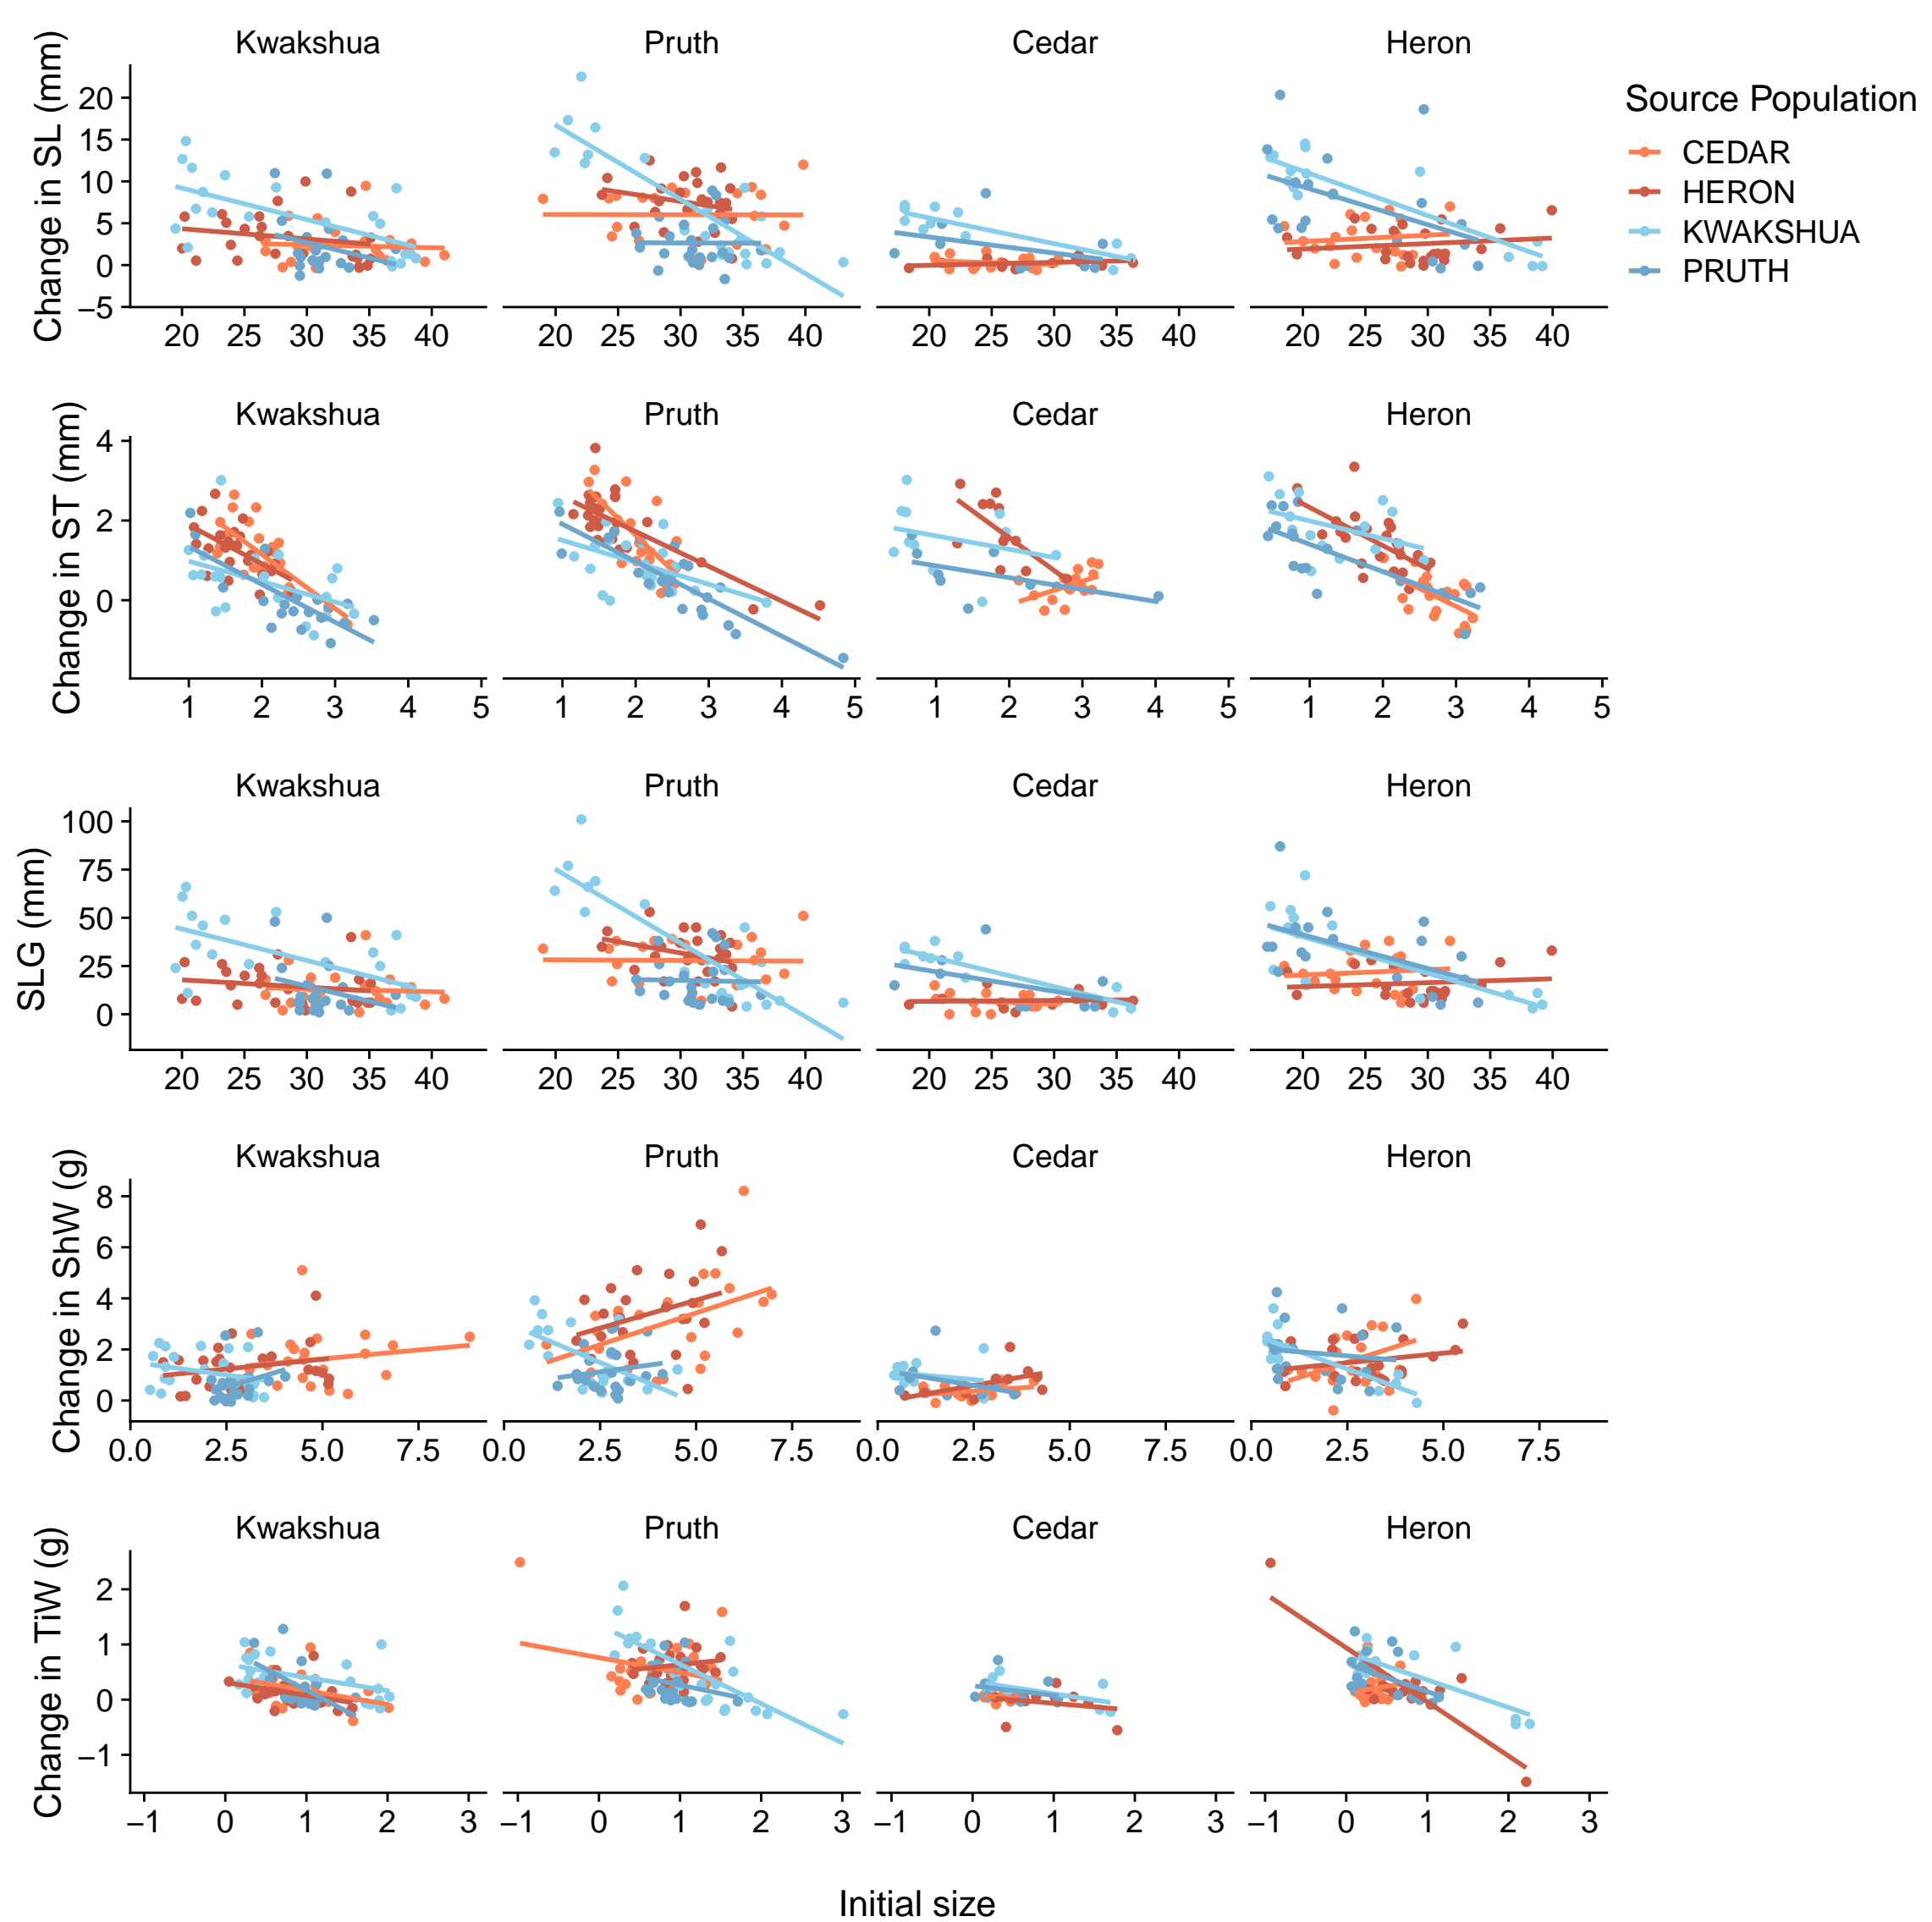 Kwakshua Pruth Cedar Heron
Change in SL (mm)
20
15
10
5
0
−5
20 25 30 35 40 20 25 30 35 40 20 25 30 35 40 20 25 30 35 40
Source Population
CEDAR
HERON
KWAKSHUA
PRUTH
Kwakshua Pruth Cedar Heron
Change in ST (mm)
4
2
0
1 2 3 4 5 1 2 3 4 5 1 2 3 4 5 1 2 3 4 5
Kwakshua Pruth Cedar Heron
SLG (mm)
100
75
50
25
0
20 25 30 35 40 20 25 30 35 40 20 25 30 35 40 20 25 30 35 40
Kwakshua Pruth Cedar Heron
Change in ShW (g)
8
6
4
2
0
0.0 2.5 5.0 7.5 0.0 2.5 5.0 7.5 0.0 2.5 5.0 7.5 0.0 2.5 5.0 7.5
Kwakshua Pruth Cedar Heron
Change in TiW (g)
2
1
0
−1
−1 0 1 2 3 −1 0 1 2 3 −1 0 1 2 3 −1 0 1 2 3
Initial size